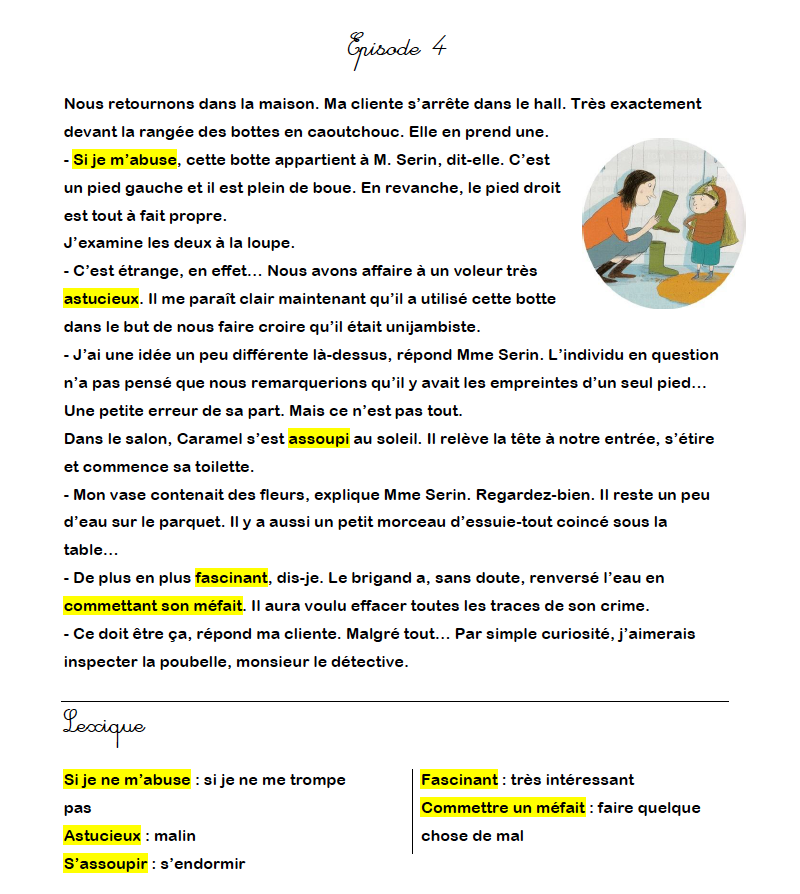 Episode 4
Nous retournons dans la maison. Ma cliente s’arrête dans le hall. Très exactement
devant la rangée des bottes en caoutchouc. Elle en prend une.
- Si je m’abuse, cette botte appartient à M. Serin, dit-elle. C’est
un pied gauche et il est plein de boue. En revanche, le pied droit
est tout à fait propre.
J’examine les deux à la loupe.
- C’est étrange, en effet… Nous avons affaire à un voleur très
astucieux. Il me paraît clair maintenant qu’il a utilisé cette botte
dans le but de nous faire croire qu’il était unijambiste.
- J’ai une idée un peu différente là-dessus, répond Mme Serin. L’individu en question
n’a pas pensé que nous remarquerions qu’il y avait les empreintes d’un seul pied…
Une petite erreur de sa part. Mais ce n’est pas tout.
Dans le salon, Caramel s’est assoupi au soleil. Il relève la tête à notre entrée, s’étire
et commence sa toilette.
- Mon vase contenait des fleurs, explique Mme Serin. Regardez-bien. Il reste un peu
d’eau sur le parquet. Il y a aussi un petit morceau d’essuie-tout coincé sous la
table…
- De plus en plus fascinant, dis-je. Le brigand a, sans doute, renversé l’eau en
commettant son méfait. Il aura voulu effacer toutes les traces de son crime.
- Ce doit être ça, répond ma cliente. Malgré tout… Par simple curiosité, j’aimerais
inspecter la poubelle, monsieur le détective.
Lexique
Si je ne m’abuse : si je ne me trompe
pas
Astucieux : malin
S’assoupir : s’endormir
Fascinant : très intéressant
Commettre un méfait : faire quelque
chose de mal